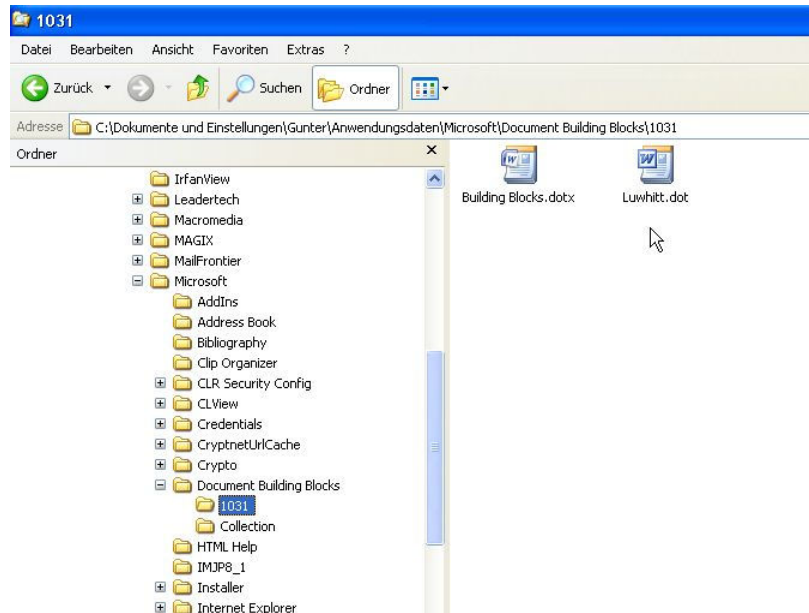 1031
Datei Bearbeiten Ansicht Favoriten Extras ?
Zurück Suchen Ordner
Adresse C:\Dokumente und Einstellungen\Gunter\Anwendungsdaten\Microsoft\Document Building Blocks\1031
Ordner
IrfanView
Leadertech
Macromedia
MAGIX
MailFrontier
Microsoft
AddIns
Address Book
Bibliography
Clip Organizer
CLR Security Config
CLView
Credentials
CryptnetUrlCache
Crypto
Document Building Blocks
1031
Collection
HTML Help
IMJP8_1
Installer
Internet Explorer
Building Blocks.dotx Luwhitt.dot